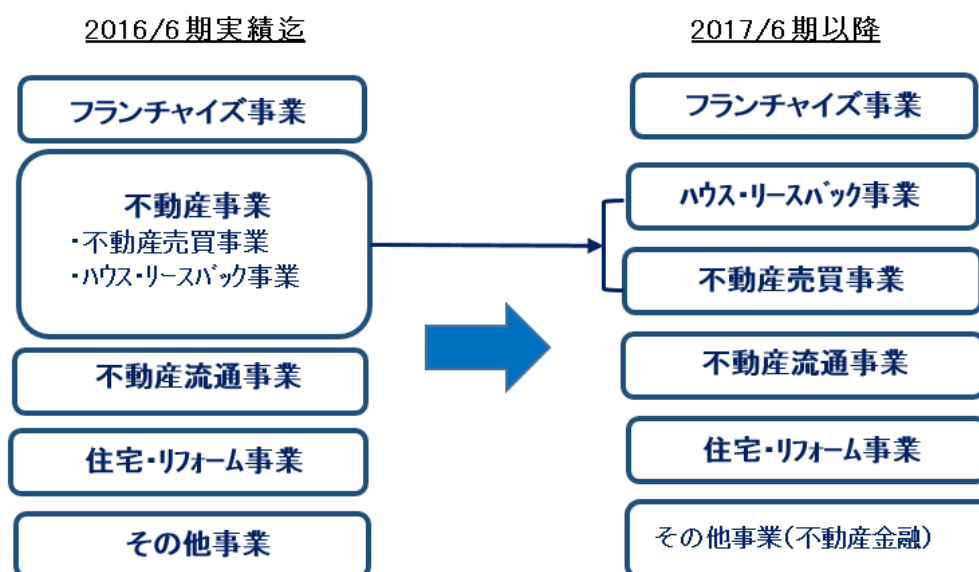 2016/6期実績迄
フランチャイズ事業
不動産事業
・不動産売買事業
・ハウス・リースバック事業
不動産流通事業
住宅・リフォーム事業
その他事業
2017/6期以降
フランチャイズ事業
ハウス・リースバック事業
不動産売買事業
不動産流通事業
住宅・リフォーム事業
その他事業(不動産金融)